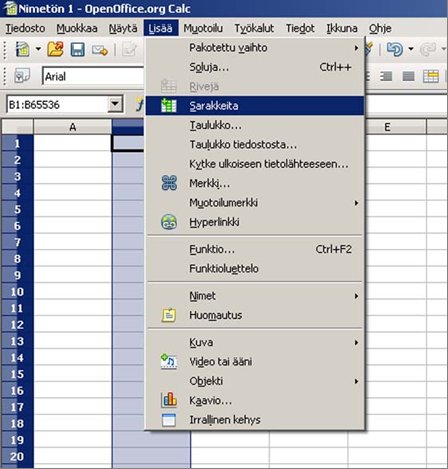 Nimetön 1 - OpenOffice.org Calc
Tiedosto Muokkaa Näytä Lisää Muotoilu Työkalut Tiedot Ikkuna Ohje
Arial
B1:B65536
Pakotettu vaihto
Soluja... Ctrl++
Rivejä
Sarakkeita
Taulukko...
Taulukko tiedostosta...
Kytke ulkoiseen tietolähteeseen...
Merkki...
Muotoilumerkki
Hyperlinkki
Funktio... Ctrl+F2
Funktioluettelo
Nimet
Huomautus
Kuva
Video tai ääni
Objekti
Kaavio...
Irrallinen kehys
A E
1
2
3
4
5
6
7
8
9
10
11
12
13
14
15
16
17
18
19
20